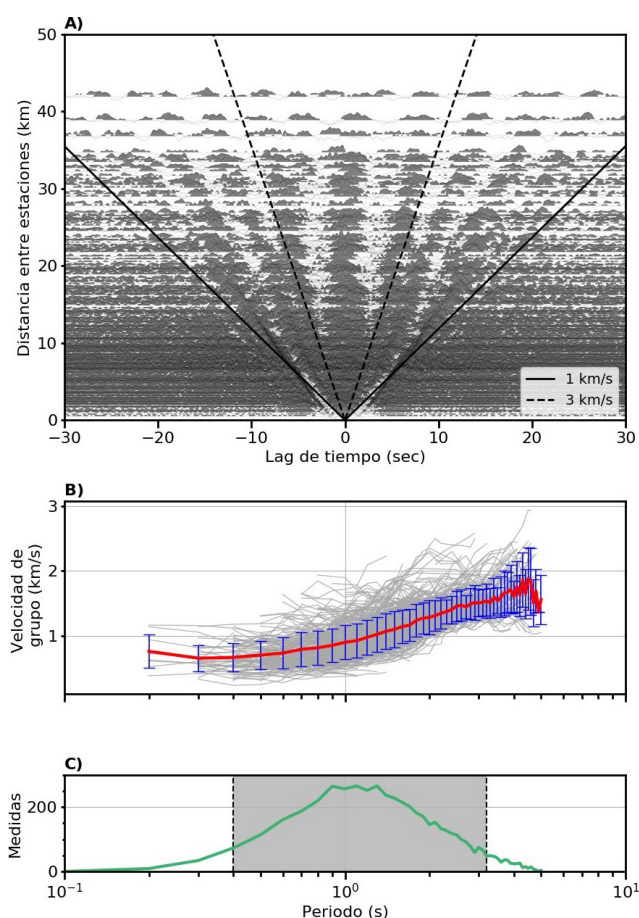 A)
50
40
30
20
10
0
Distancia entre estaciones (km)
1 km/s
3 km/s
−30 −20 −10 0 10 20 30
Lag de tiempo (sec)
B)
3
2
1
Velocidad de
grupo (km/s)
C)
200
0
Medidas
10⁻¹ 10⁰ 10¹
Periodo (s)